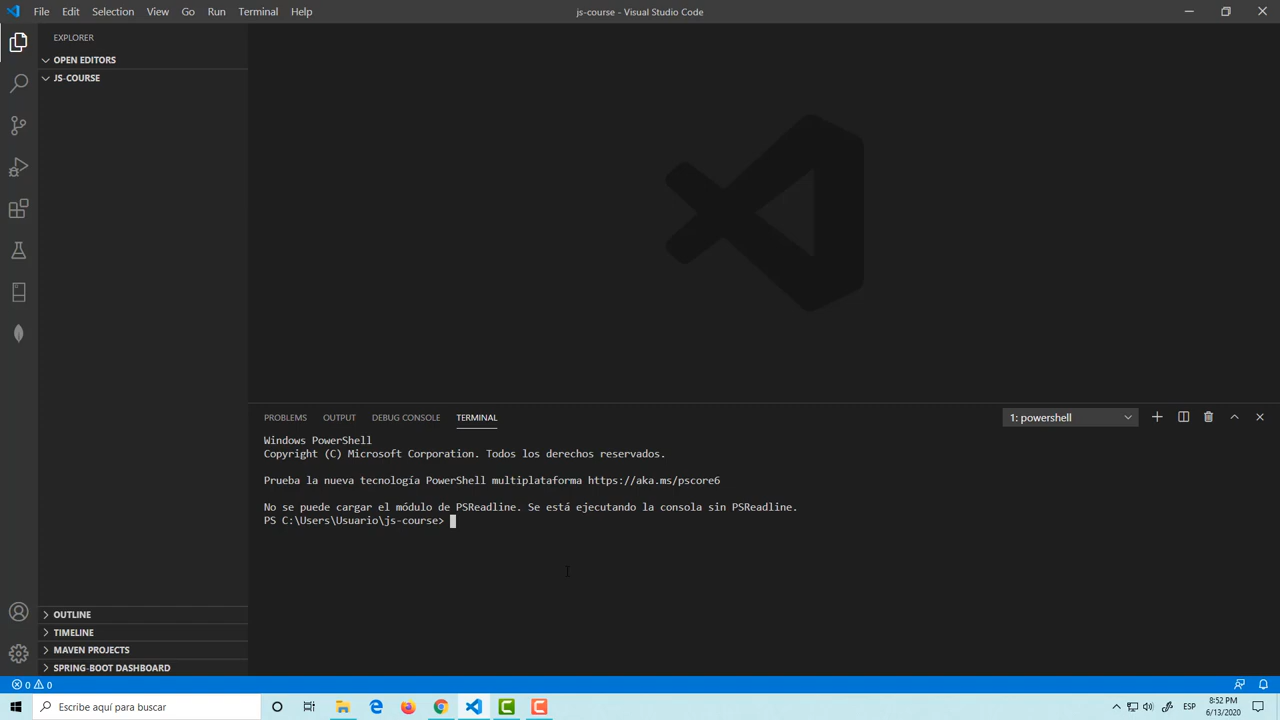 File Edit Selection View Go Run Terminal Help
js-course - Visual Studio Code
EXPLORER
OPEN EDITORS
JS-COURSE
PROBLEMS OUTPUT DEBUG CONSOLE TERMINAL
1: powershell
Windows PowerShell
Copyright (C) Microsoft Corporation. Todos los derechos reservados.
Prueba la nueva tecnología PowerShell multiplataforma https://aka.ms/pscore6
No se puede cargar el módulo de PSReadline. Se está ejecutando la consola sin PSReadline.
PS C:\Users\Usuario\js-course>
OUTLINE
TIMELINE
MAVEN PROJECTS
SPRING-BOOT DASHBOARD
0 0
Escribe aquí para buscar
ESP
8:52 PM
6/13/2020